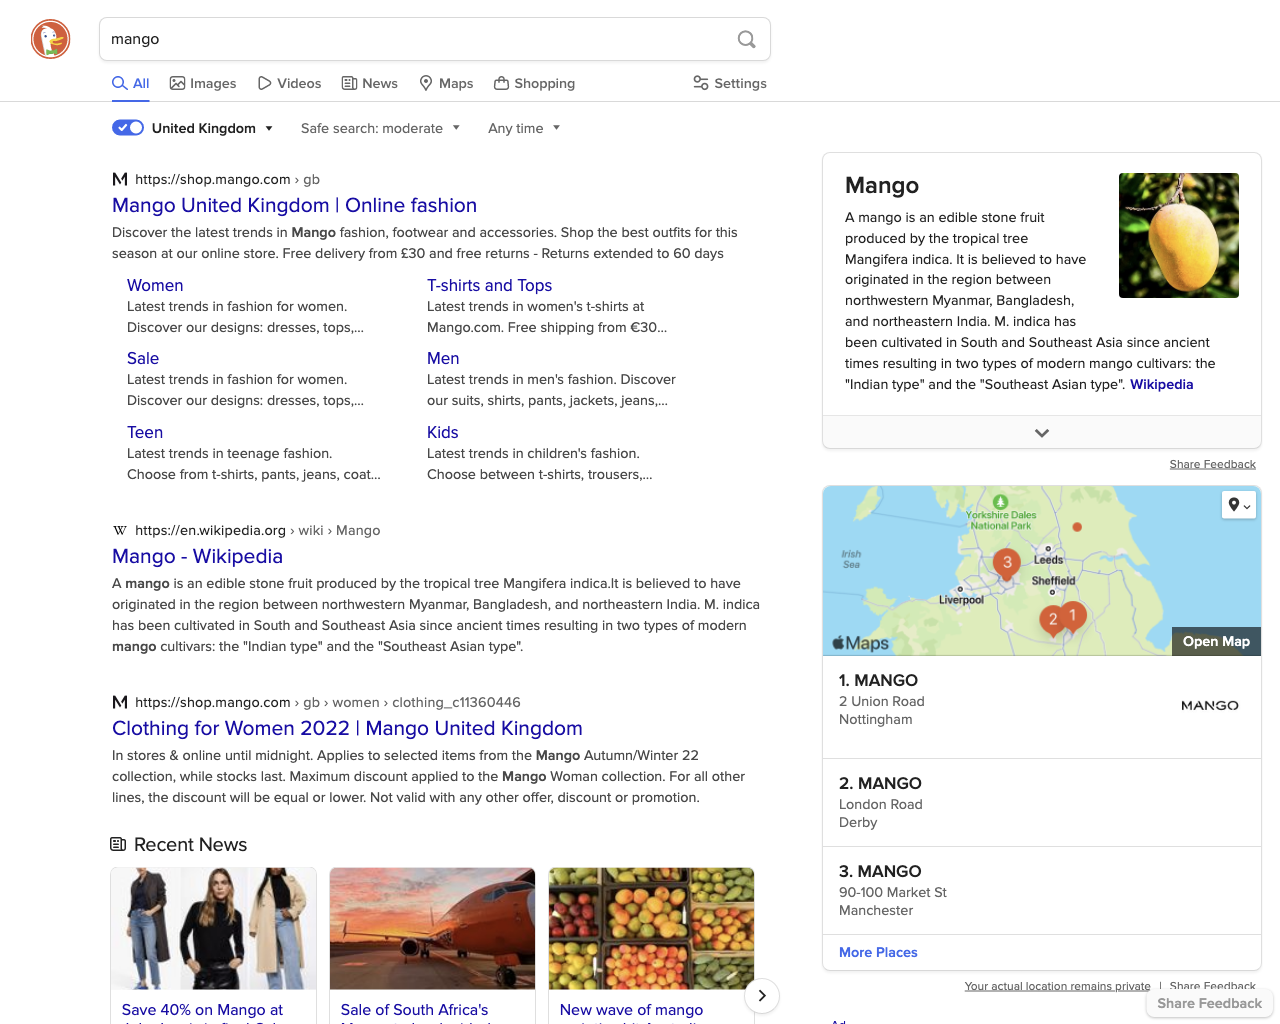 mango
All
Images
Videos
News
Maps
Shopping
Settings
United Kingdom
Safe search: moderate
Any time
https://shop.mango.com › gb
Mango United Kingdom | Online fashion
Discover the latest trends in Mango fashion, footwear and accessories. Shop the best outfits for this
season at our online store. Free delivery from £30 and free returns - Returns extended to 60 days
Women
Latest trends in fashion for women.
Discover our designs: dresses, tops,...
T-shirts and Tops
Latest trends in women's t-shirts at
Mango.com. Free shipping from €30...
Sale
Latest trends in fashion for women.
Discover our designs: dresses, tops,...
Men
Latest trends in men's fashion. Discover
our suits, shirts, pants, jackets, jeans,...
Teen
Latest trends in teenage fashion.
Choose from t-shirts, pants, jeans, coat...
Kids
Latest trends in children's fashion.
Choose between t-shirts, trousers,...
https://en.wikipedia.org › wiki › Mango
Mango - Wikipedia
A mango is an edible stone fruit produced by the tropical tree Mangifera indica.It is believed to have
originated in the region between northwestern Myanmar, Bangladesh, and northeastern India. M. indica
has been cultivated in South and Southeast Asia since ancient times resulting in two types of modern
mango cultivars: the "Indian type" and the "Southeast Asian type".
https://shop.mango.com › gb › women › clothing_c11360446
Clothing for Women 2022 | Mango United Kingdom
In stores & online until midnight. Applies to selected items from the Mango Autumn/Winter 22
collection, while stocks last. Maximum discount applied to the Mango Woman collection. For all other
lines, the discount will be equal or lower. Not valid with any other offer, discount or promotion.
Recent News
Save 40% on Mango at
Sale of South Africa's
New wave of mango
Mango
A mango is an edible stone fruit
produced by the tropical tree
Mangifera indica. It is believed to have
originated in the region between
northwestern Myanmar, Bangladesh,
and northeastern India. M. indica has
been cultivated in South and Southeast Asia since ancient
times resulting in two types of modern mango cultivars: the
"Indian type" and the "Southeast Asian type". Wikipedia
Share Feedback
Yorkshire Dales
National Park
Irish
Sea
3
Leeds
Sheffield
Liverpool
2
1
Maps
Open Map
1. MANGO
2 Union Road
Nottingham
MANGO
2. MANGO
London Road
Derby
3. MANGO
90-100 Market St
Manchester
More Places
Your actual location remains private | Share Feedback
Share Feedback
Ad